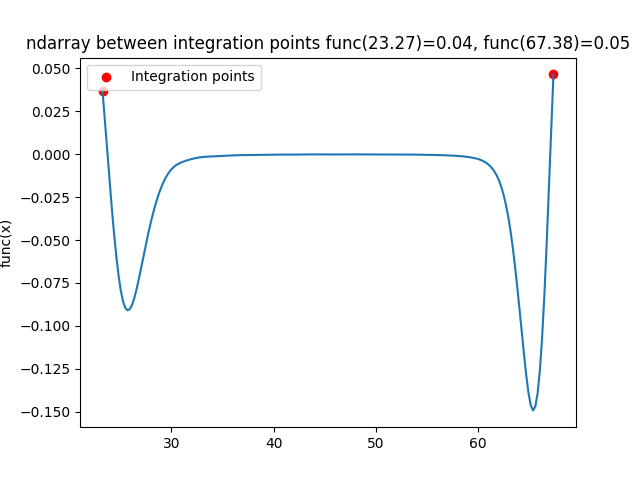 ndarray between integration points func(23.27)=0.04, func(67.38)=0.05
Integration points
0.050
0.025
0.000
−0.025
−0.050
−0.075
−0.100
−0.125
−0.150
func(x)
30 40 50 60